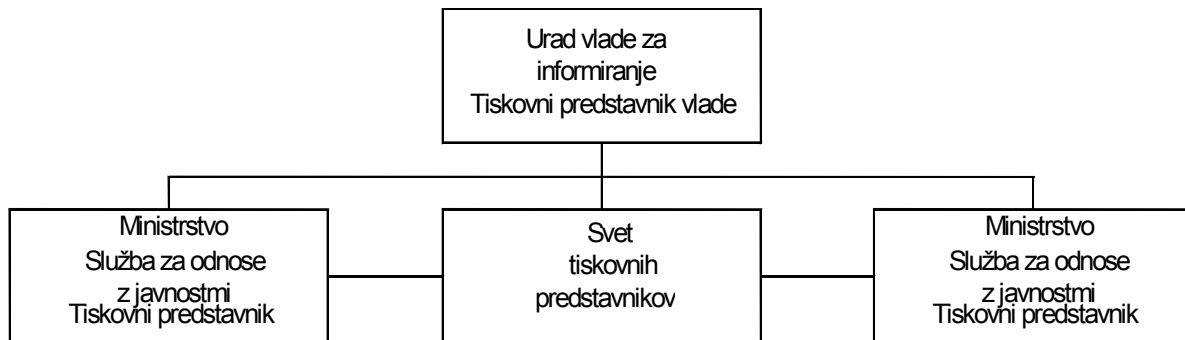 Urad vlade za
informiranje
Tiskovni predstavnik vlade
Ministrstvo
Služba za odnose
z javnostmi
Tiskovni predstavnik
Svet
tiskovnih
predstavnikov
Ministrstvo
Služba za odnose
z javnostmi
Tiskovni predstavnik